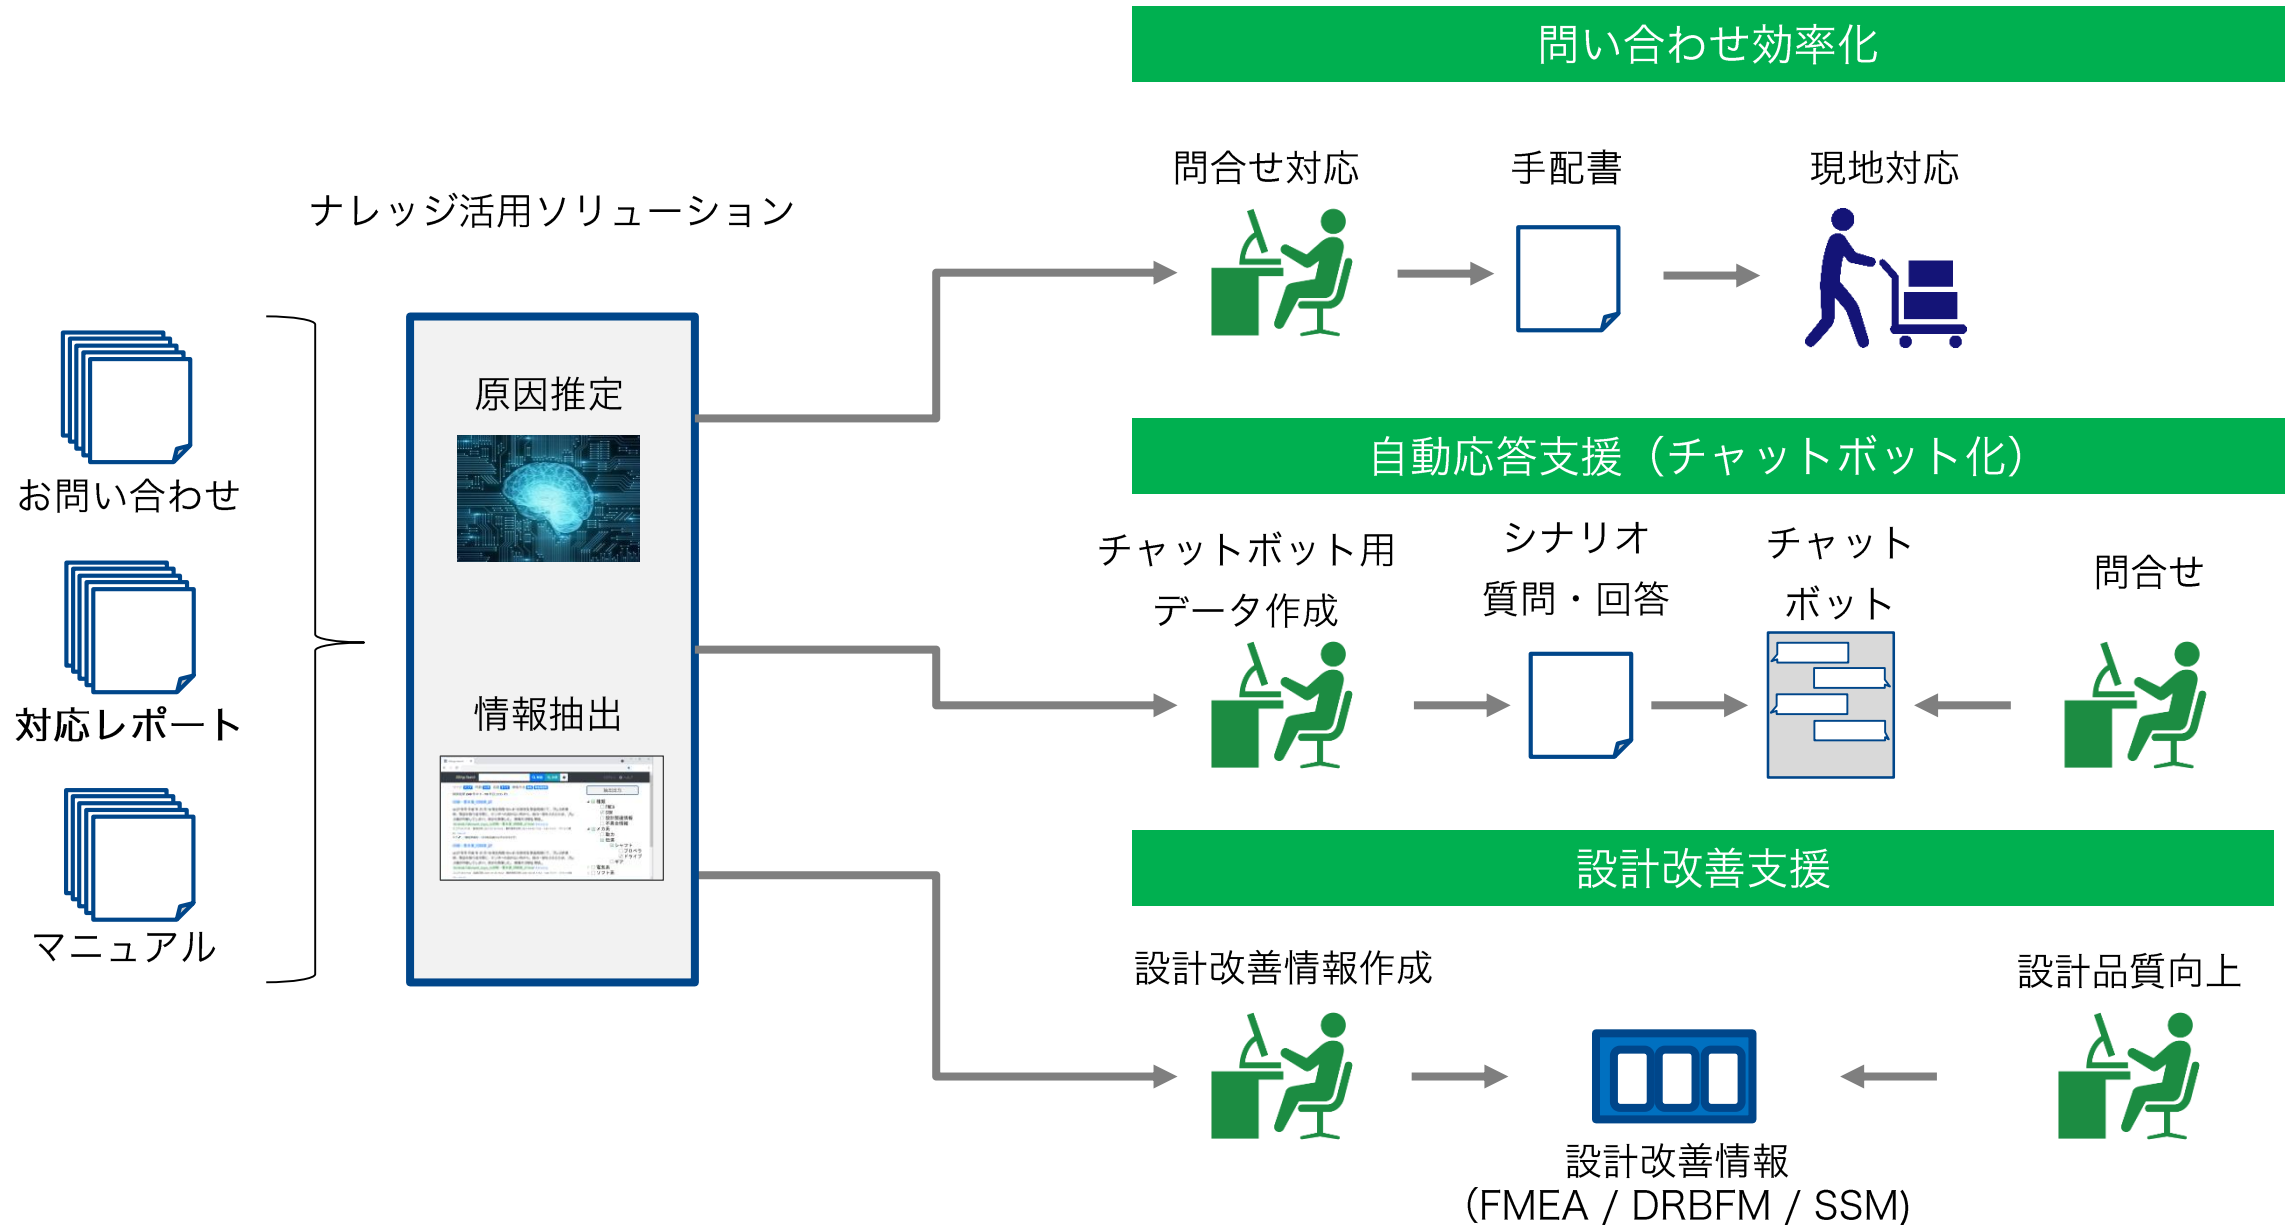 問い合わせ効率化
ナレッジ活用ソリューション
問合せ対応
手配書
現地対応
お問い合わせ
対応レポート
マニュアル
原因推定
情報抽出
自動応答支援（チャットボット化）
チャットボット用
データ作成
シナリオ
質問・回答
チャット
ボット
問合せ
設計改善支援
設計改善情報作成
設計品質向上
設計改善情報
(FMEA / DRBFM / SSM)